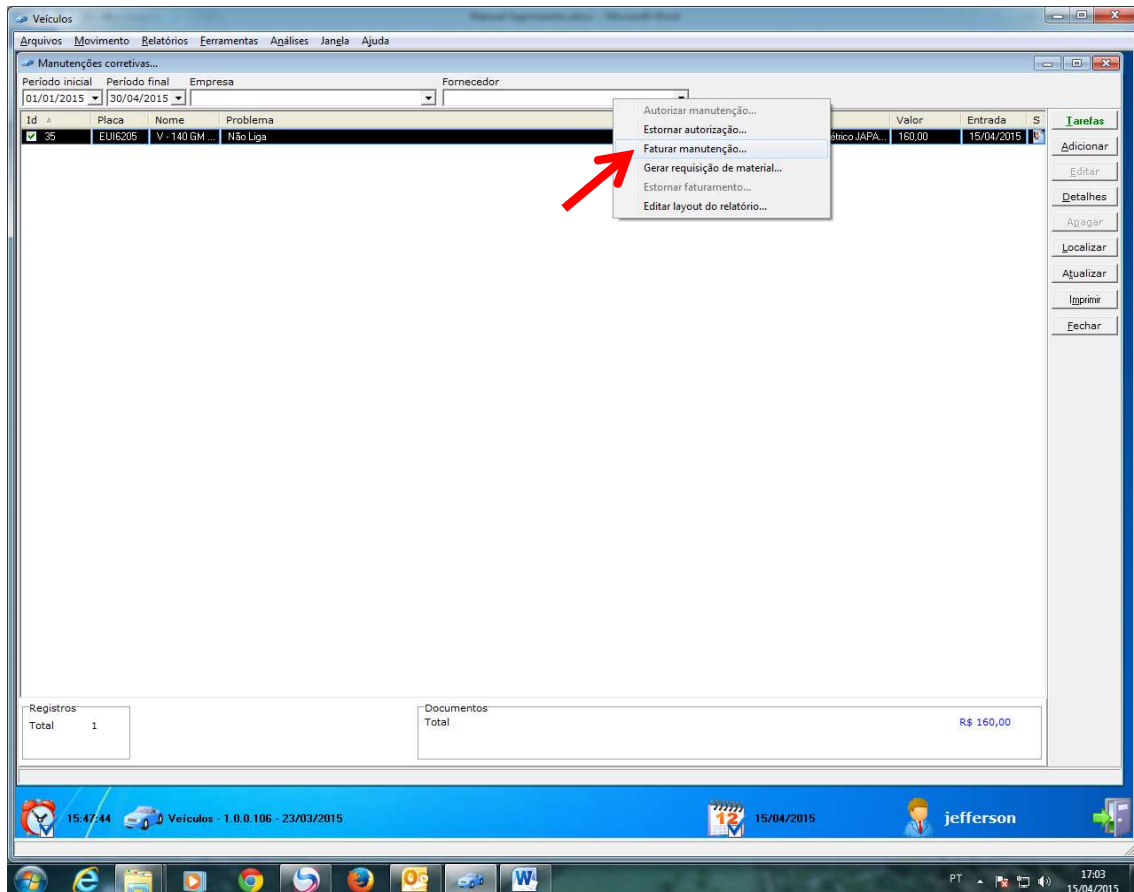 Veículos
Arquivos Movimento Relatórios Ferramentas Análises Janela Ajuda
Manutenções corretivas...
Período inicial Período final Empresa Fornecedor
01/01/2015 30/04/2015
Id Placa Nome Problema Valor Entrada S
35 EUI6205 V - 140 GM ... Não Liga étrico JAPA... 160,00 15/04/2015
Autorizar manutenção...
Estornar autorização...
Faturar manutenção...
Gerar requisição de material...
Estornar faturamento...
Editar layout do relatório...
Tarefas
Adicionar
Editar
Detalhes
Apagar
Localizar
Atualizar
Imprimir
Fechar
Registros
Total 1
Documentos
Total R$ 160,00
15:47:44 Veículos - 1.0.0.106 - 23/03/2015 12 15/04/2015 jefferson
PT 17:03
15/04/2015